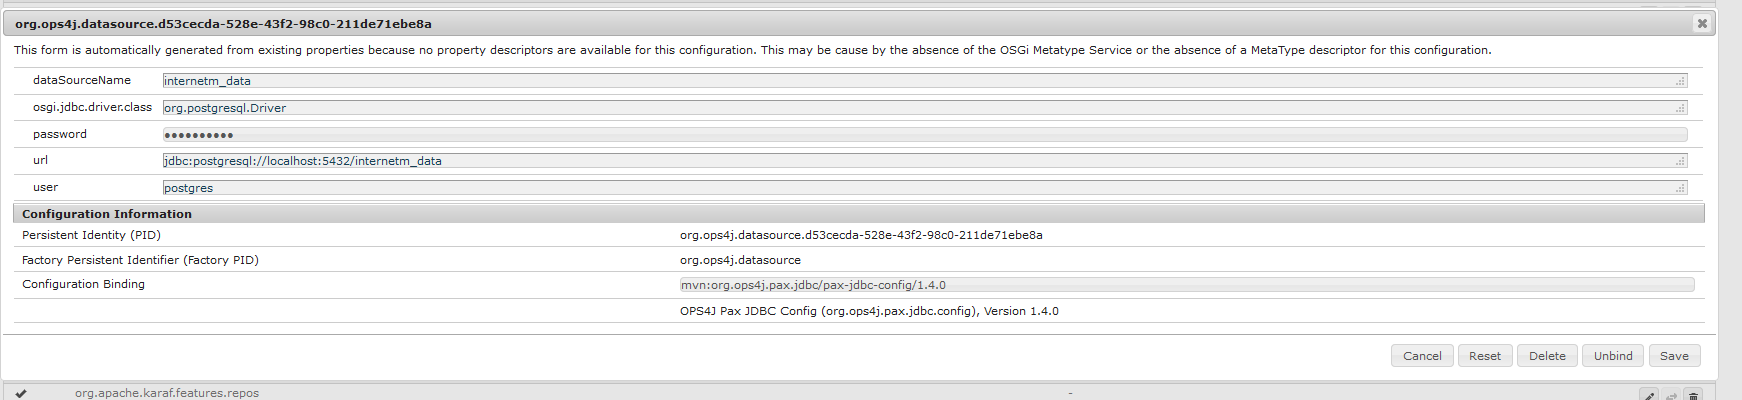 org.ops4j.datasource.d53cecda-528e-43f2-98c0-211de71ebe8a
This form is automatically generated from existing properties because no property descriptors are available for this configuration. This may be cause by the absence of the OSGi Metatype Service or the absence of a MetaType descriptor for this configuration.
dataSourceName internetm_data
osgi.jdbc.driver.class org.postgresql.Driver
password ••••••••••
url jdbc:postgresql://localhost:5432/internetm_data
user postgres
Configuration Information
Persistent Identity (PID) org.ops4j.datasource.d53cecda-528e-43f2-98c0-211de71ebe8a
Factory Persistent Identifier (Factory PID) org.ops4j.datasource
Configuration Binding mvn:org.ops4j.pax.jdbc/pax-jdbc-config/1.4.0
OPS4J Pax JDBC Config (org.ops4j.pax.jdbc.config), Version 1.4.0
Cancel Reset Delete Unbind Save
org.apache.karaf.features.repos -